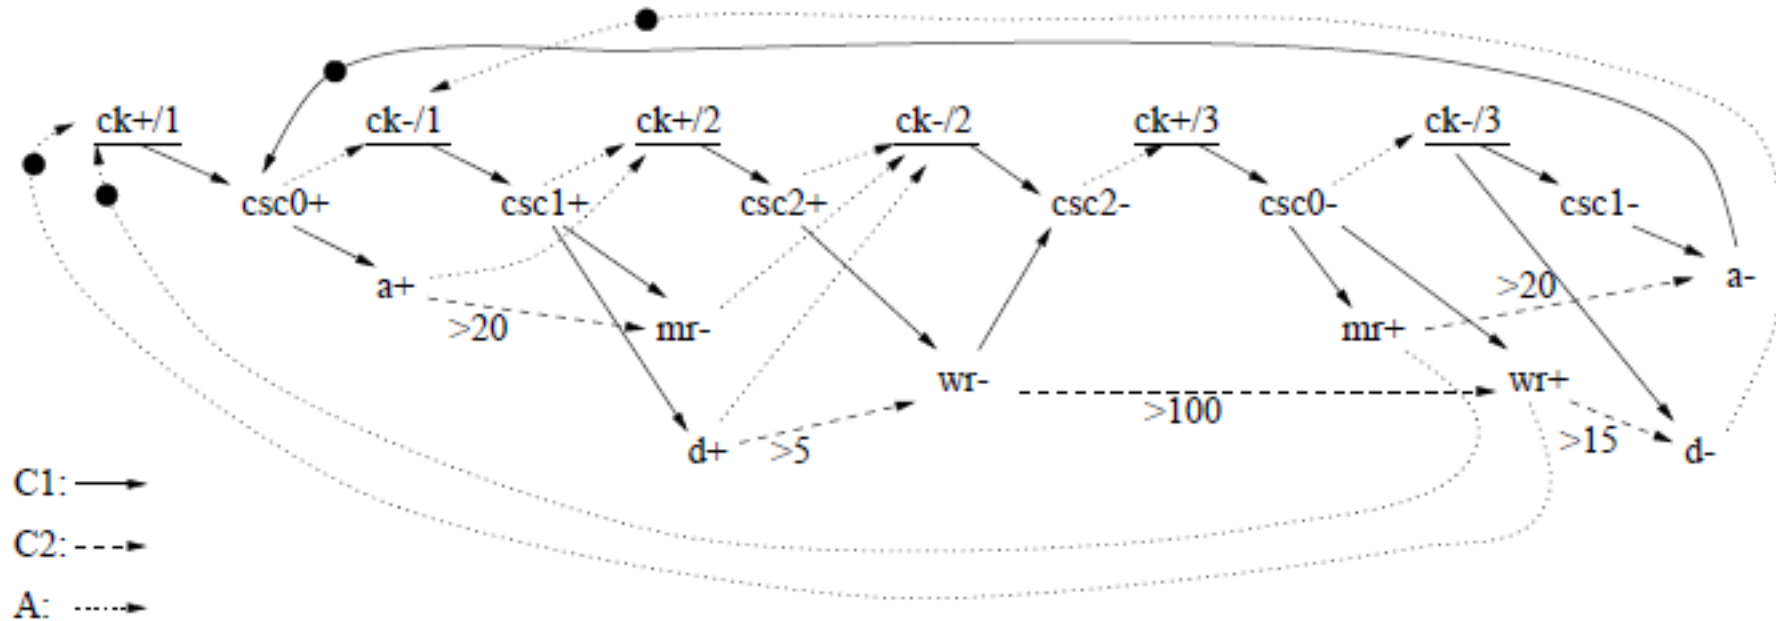 ck+/1 ck-/1 ck+/2 ck-/2 ck+/3 ck-/3
csc0+ csc1+ csc2+ csc2- csc0- csc1-
a+ a-
>20
>20 mr- mr+
wr- wr+
>100
d+ >5 >15 d-
C1:
C2:
A: